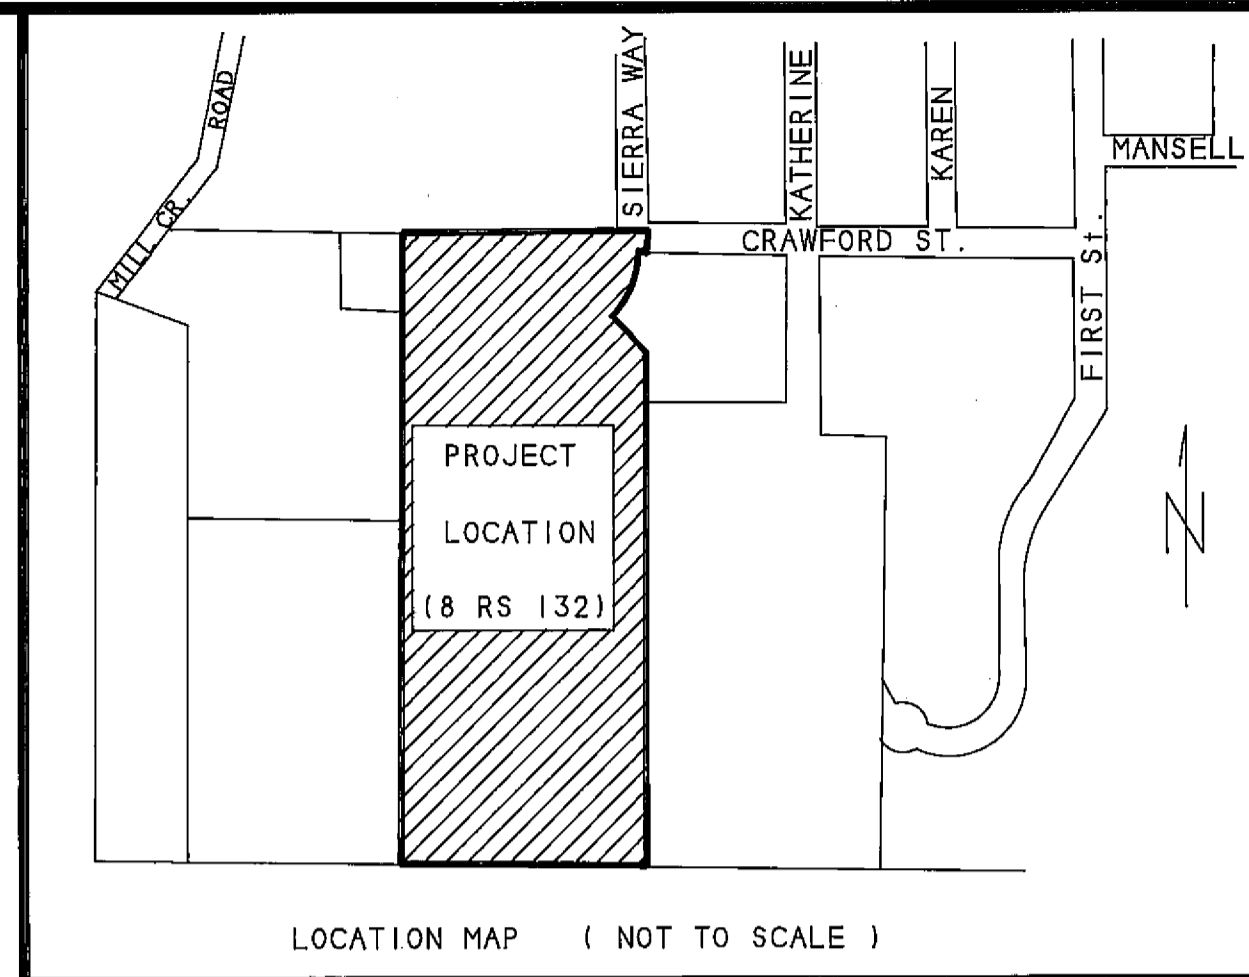 ROAD
MILL CR.
SIERRA WAY
KATHERINE
KAREN
MANSELL
CRAWFORD ST.
FIRST St.
PROJECT
LOCATION
(8 RS 132)
N
LOCATION MAP ( NOT TO SCALE )